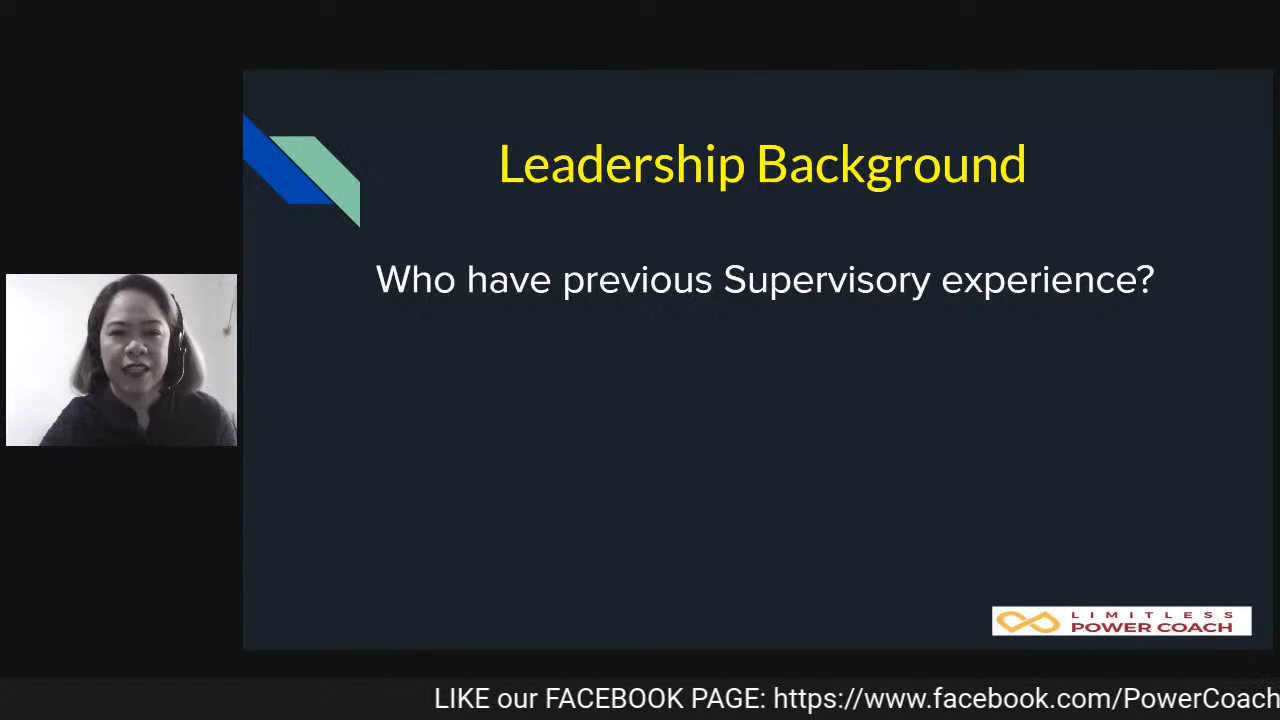 Leadership Background
Who have previous Supervisory experience?
LIMITLESS
POWER COACH
LIKE our FACEBOOK PAGE: https://www.facebook.com/PowerCoach